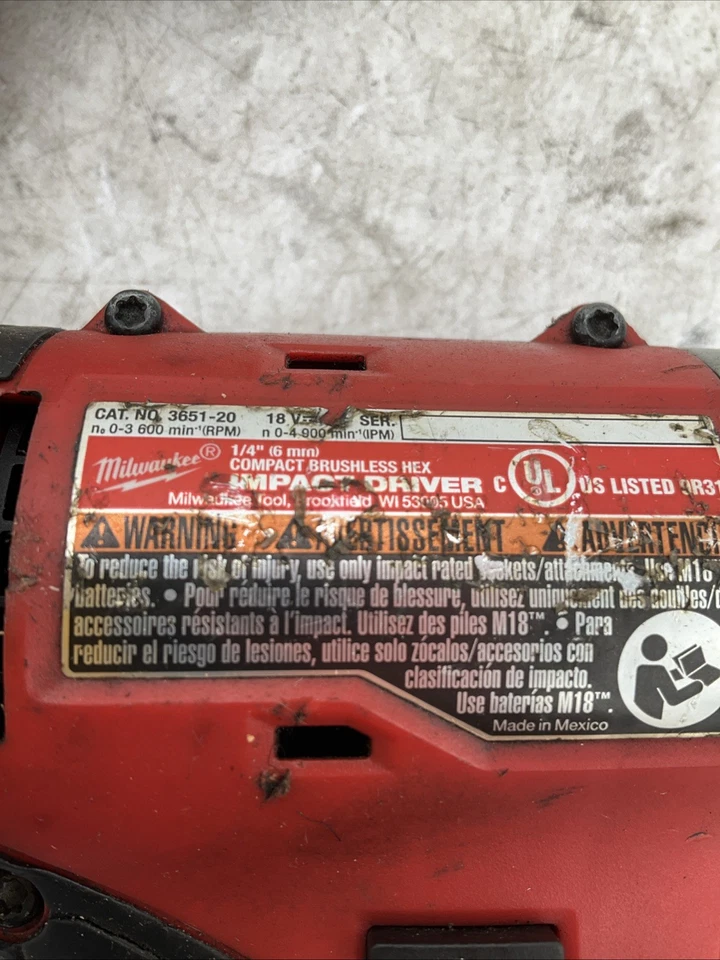 CAT. NO. 3651-20 18 V⎓ SER.
n₀ 0-3 600 min⁻¹(RPM) n 0-4 900 min⁻¹(IPM)
Milwaukee® 1/4" (6 mm)
COMPACT BRUSHLESS HEX
IMPACT DRIVER C UL ® US LISTED
Milwaukee Tool, Brookfield WI 53005 USA
WARNING AVERTISSEMENT ADVERTENCI
To reduce the risk of injury, use only impact rated sockets/attachments. Use M18™
batteries. • Pour réduire le risque de blessure, utilisez uniquement des douilles/
accessoires résistants à l'impact. Utilisez des piles M18™. • Para
reducir el riesgo de lesiones, utilice solo zócalos/accesorios con
clasificación de impacto.
Use baterías M18™.
Made in Mexico